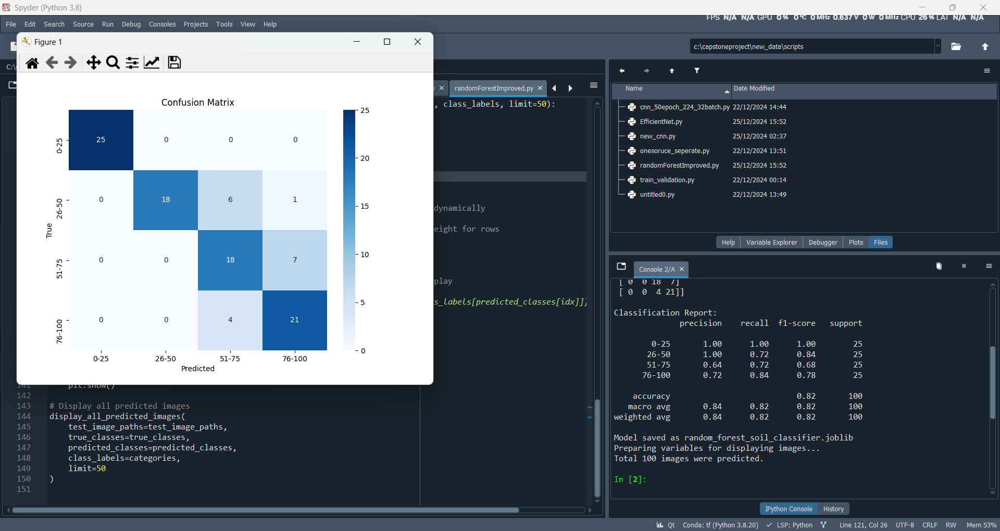 Spyder (Python 3.8)
File Edit Search Source Run Debug Consoles Projects Tools View Help
FPS N/A N/A GPU 0% 0°C 0 MHz 0.637 V 0 W 0 MHz CPU 26% LAT N/A N/A
Figure 1
c:\capstoneproject\new_data\scripts
C:\
randomForestImproved.py
, class_labels, limit=50):
dynamically
eight for rows
play
s_labels[predicted_classes[idx]]}
Confusion Matrix
25 0 0 0
0 18 6 1
0 0 18 7
0 0 4 21
0-25
26-50
51-75
76-100
True
0-25 26-50 51-75 76-100
Predicted
25
20
15
10
5
0
141 plt.show()
142
143 # Display all predicted images
144 display_all_predicted_images(
145 test_image_paths=test_image_paths,
146 true_classes=true_classes,
147 predicted_classes=predicted_classes,
148 class_labels=categories,
149 limit=50
150 )
151
Name Date Modified
cnn_50epoch_224_32batch.py 22/12/2024 14:44
EfficientNet.py 25/12/2024 15:52
new_cnn.py 25/12/2024 02:37
onesoruce_seperate.py 22/12/2024 13:51
randomForestImproved.py 25/12/2024 15:52
train_validation.py 22/12/2024 00:14
untitled0.py 22/12/2024 13:49
Help Variable Explorer Debugger Plots Files
Console 2/A
[ 0 0 18 7]
[ 0 0 4 21]]
Classification Report:
precision recall f1-score support
0-25 1.00 1.00 1.00 25
26-50 1.00 0.72 0.84 25
51-75 0.64 0.72 0.68 25
76-100 0.72 0.84 0.78 25
accuracy 0.82 100
macro avg 0.84 0.82 0.82 100
weighted avg 0.84 0.82 0.82 100
Model saved as random_forest_soil_classifier.joblib
Preparing variables for displaying images...
Total 100 images were predicted.
In [2]:
IPython Console History
Qt Conda: tf (Python 3.8.20) LSP: Python Line 121, Col 26 UTF-8 CRLF RW Mem 53%